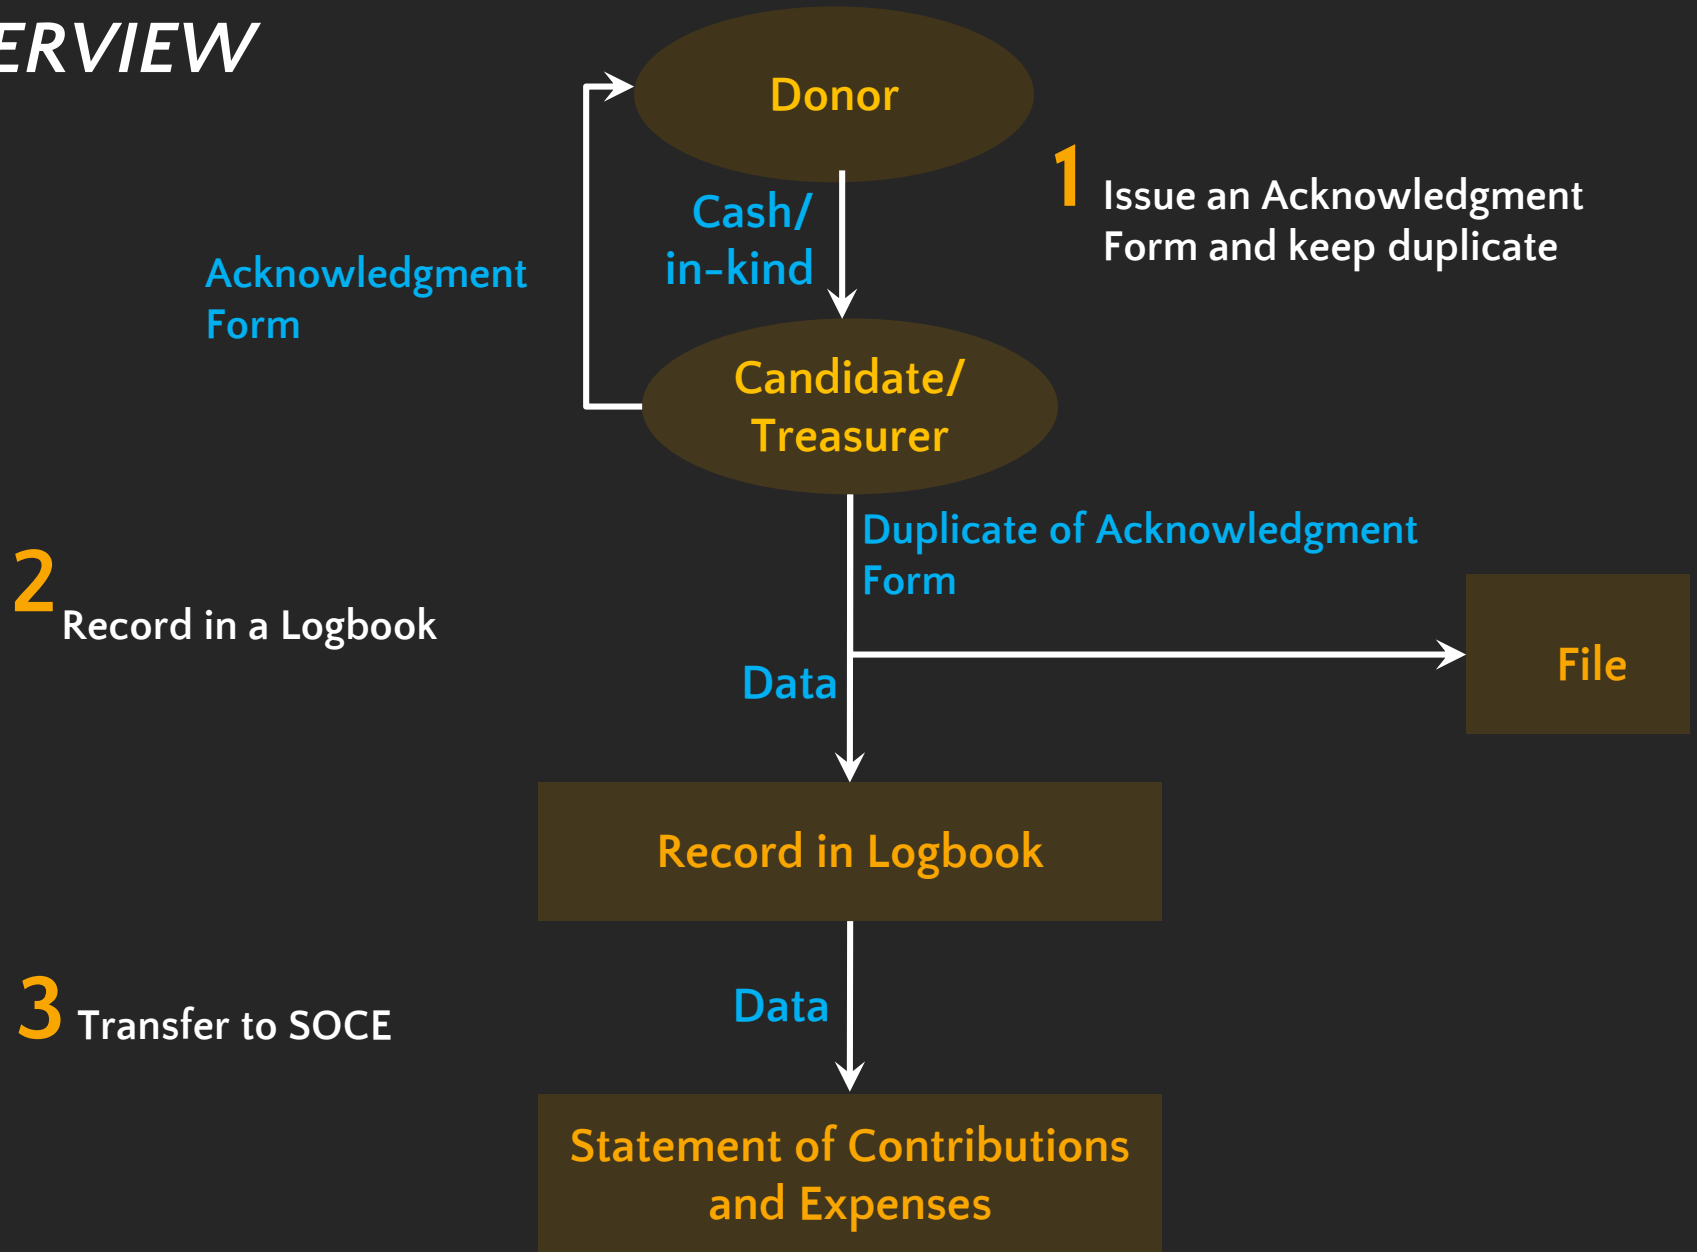 ERVIEW
Donor
1
Issue an Acknowledgment
Form and keep duplicate
Cash/
in-kind
Acknowledgment
Form
Candidate/
Treasurer
Duplicate of Acknowledgment
Form
2
Record in a Logbook
File
Data
Record in Logbook
3 Transfer to SOCE
Data
Statement of Contributions
and Expenses